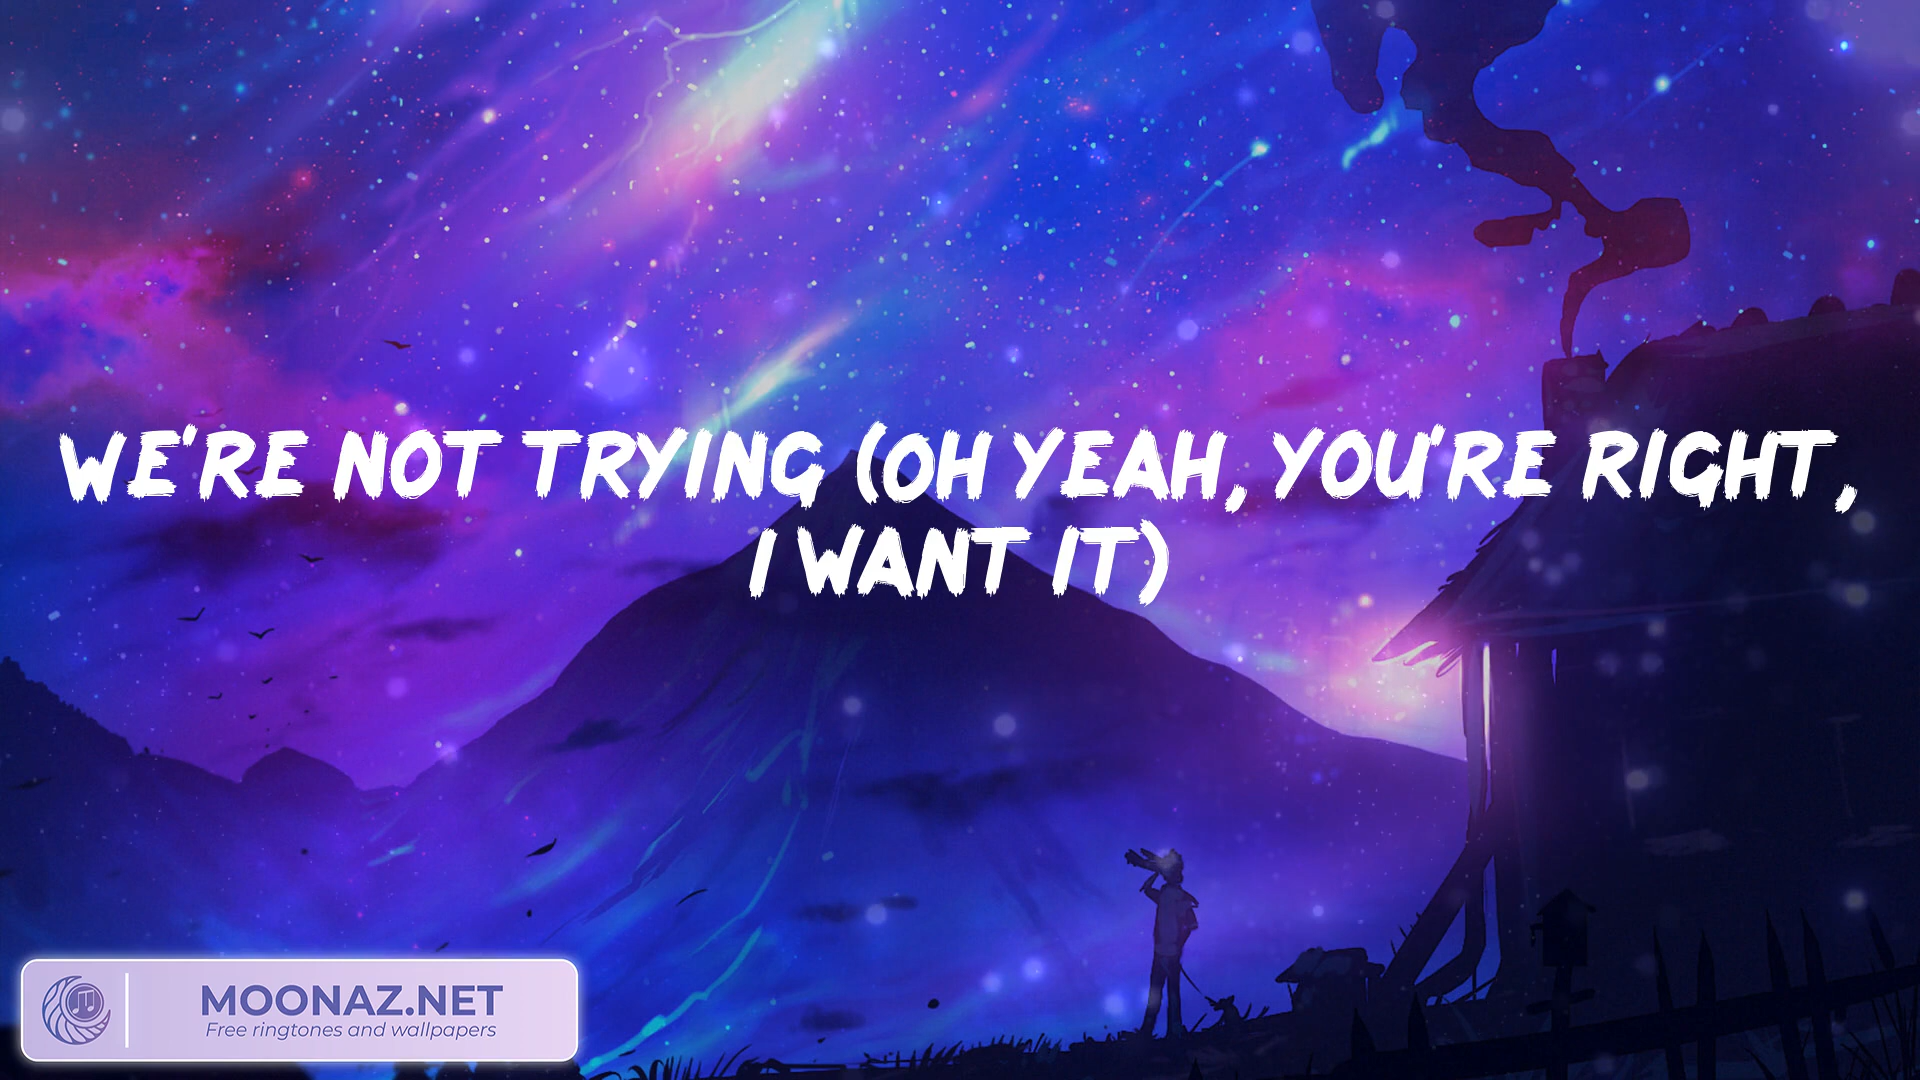 WE'RE NOT TRYING (OH YEAH, YOU'RE RIGHT,
I WANT IT)
MOONAZ.NET
Free ringtones and wallpapers